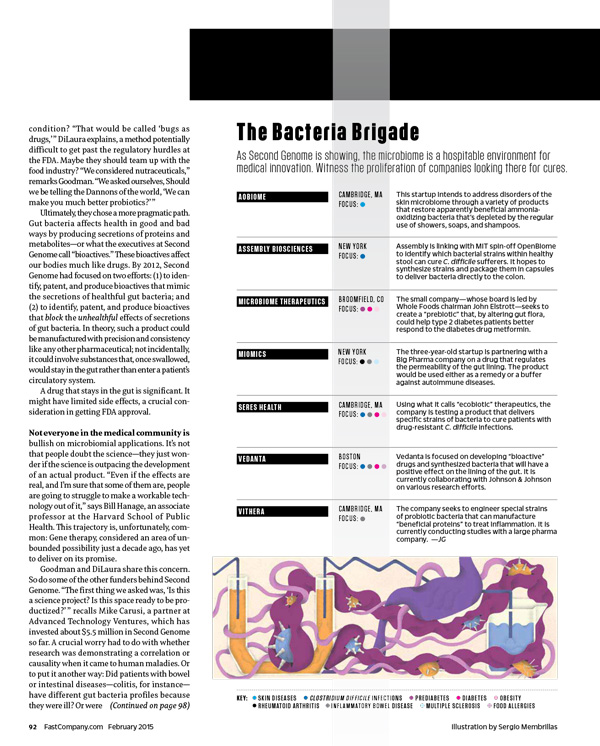 condition? “That would be called ‘bugs as
drugs,’” DiLaura explains, a method potentially
difficult to get past the regulatory hurdles at
the FDA. Maybe they should team up with the
food industry? “We considered nutraceuticals,”
remarks Goodman. “We asked ourselves, Should
we be telling the Dannons of the world, ‘We can
make you much better probiotics?’”
Ultimately, they chose a more pragmatic path.
Gut bacteria affects health in good and bad
ways by producing secretions of proteins and
metabolites—or what the executives at Second
Genome call “bioactives.” These bioactives affect
our bodies much like drugs. By 2012, Second
Genome had focused on two efforts: (1) to iden-
tify, patent, and produce bioactives that mimic
the secretions of healthful gut bacteria; and
(2) to identify, patent, and produce bioactives
that block the unhealthful effects of secretions
of gut bacteria. In theory, such a product could
be manufactured with precision and consistency
like any other pharmaceutical; not incidentally,
it could involve substances that, once swallowed,
would stay in the gut rather than enter a patient’s
circulatory system.
A drug that stays in the gut is significant. It
might have limited side effects, a crucial con-
sideration in getting FDA approval.
Not everyone in the medical community is
bullish on microbiomial applications. It’s not
that people doubt the science—they just won-
der if the science is outpacing the development
of an actual product. “Even if the effects are
real, and I’m sure that some of them are, people
are going to struggle to make a workable tech-
nology out of it,” says Bill Hanage, an associate
professor at the Harvard School of Public
Health. This trajectory is, unfortunately, com-
mon: Gene therapy, considered an area of un-
bounded possibility just a decade ago, has yet
to deliver on its promise.
Goodman and DiLaura share this concern.
So do some of the other funders behind Second
Genome. “The first thing we asked was, ‘Is this
a science project? Is this space ready to be pro-
ductized?’” recalls Mike Carusi, a partner at
Advanced Technology Ventures, which has
invested about $5.5 million in Second Genome
so far. A crucial worry had to do with whether
research was demonstrating a correlation or
causality when it came to human maladies. Or
to put it another way: Did patients with bowel
or intestinal diseases—colitis, for instance—
have different gut bacteria profiles because
they were ill? Or were (Continued on page 98)
The Bacteria Brigade
As Second Genome is showing, the microbiome is a hospitable environment for
medical innovation. Witness the proliferation of companies looking there for cures.
AOBIOME
CAMBRIDGE, MA
FOCUS:
This startup intends to address disorders of the
skin microbiome through a variety of products
that restore apparently beneficial ammonia-
oxidizing bacteria that’s depleted by the regular
use of showers, soaps, and shampoos.
ASSEMBLY BIOSCIENCES
NEW YORK
FOCUS:
Assembly is linking with MIT spin-off OpenBiome
to identify which bacterial strains within healthy
stool can cure C. difficile sufferers. It hopes to
synthesize strains and package them in capsules
to deliver bacteria directly to the colon.
MICROBIOME THERAPEUTICS
BROOMFIELD, CO
FOCUS:
The small company—whose board is led by
Whole Foods chairman John Elstrott—seeks to
create a “prebiotic” that, by altering gut flora,
could help type 2 diabetes patients better
respond to the diabetes drug metformin.
MIOMICS
NEW YORK
FOCUS:
The three-year-old startup is partnering with a
Big Pharma company on a drug that regulates
the permeability of the gut lining. The product
would be used either as a remedy or a buffer
against autoimmune diseases.
SERES HEALTH
CAMBRIDGE, MA
FOCUS:
Using what it calls “ecobiotic” therapeutics, the
company is testing a product that delivers
specific strains of bacteria to cure patients with
drug-resistant C. difficile infections.
VEDANTA
BOSTON
FOCUS:
Vedanta is focused on developing “bioactive”
drugs and synthesized bacteria that will have a
positive effect on the lining of the gut. It is
currently collaborating with Johnson & Johnson
on various research efforts.
VITHERA
CAMBRIDGE, MA
FOCUS:
The company seeks to engineer special strains
of probiotic bacteria that can manufacture
“beneficial proteins” to treat inflammation. It is
currently conducting studies with a large pharma
company. —JG
KEY: SKIN DISEASES CLOSTRIDIUM DIFFICILE INFECTIONS PREDIABETES DIABETES OBESITY
RHEUMATOID ARTHRITIS INFLAMMATORY BOWEL DISEASE MULTIPLE SCLEROSIS FOOD ALLERGIES
92 FastCompany.com February 2015
Illustration by Sergio Membrillas